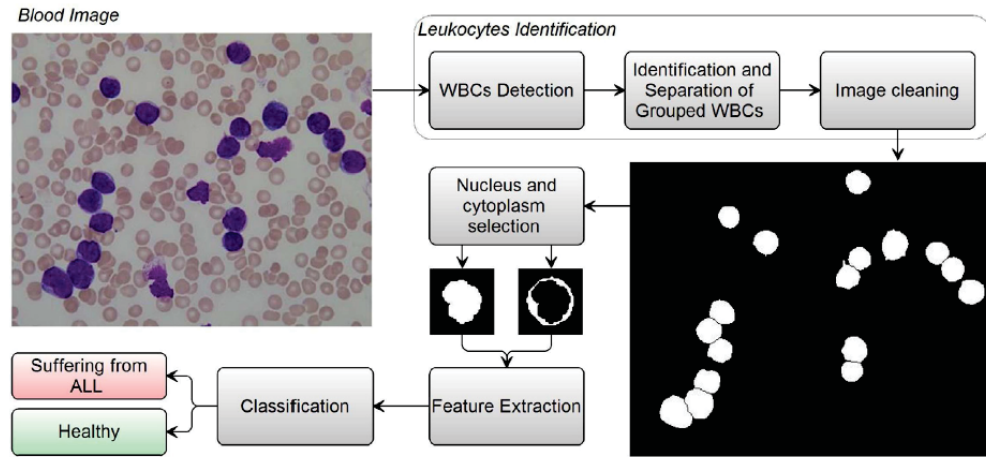 Blood Image
Leukocytes Identification
WBCs Detection
Identification and
Separation of
Grouped WBCs
Image cleaning
Nucleus and
cytoplasm
selection
Feature Extraction
Classification
Suffering from
ALL
Healthy